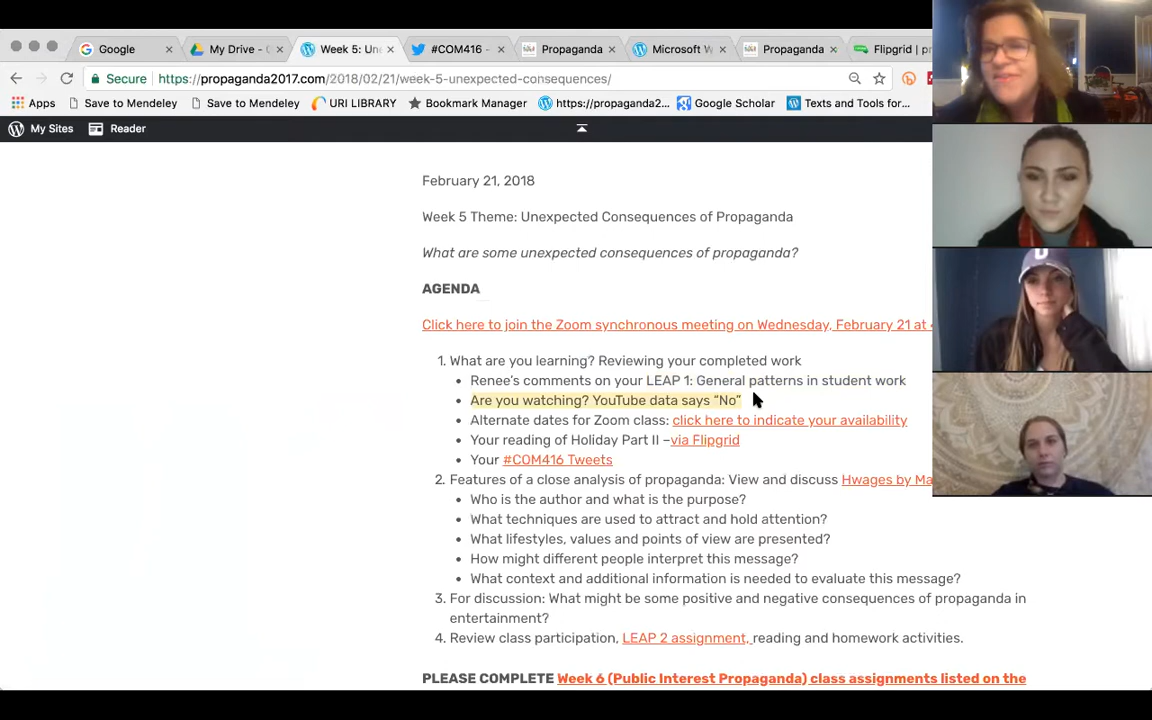 Google
My Drive - G
Week 5: Un
#COM416 -
Propaganda
Microsoft W
Propaganda
Flipgrid | pr
Secure
https://propaganda2017.com/2018/02/21/week-5-unexpected-consequences/
Apps
Save to Mendeley
Save to Mendeley
URI LIBRARY
Bookmark Manager
https://propaganda2...
Google Scholar
Texts and Tools for...
My Sites
Reader
February 21, 2018
Week 5 Theme: Unexpected Consequences of Propaganda
What are some unexpected consequences of propaganda?
AGENDA
Click here to join the Zoom synchronous meeting on Wednesday, February 21 at
1. What are you learning? Reviewing your completed work
• Renee's comments on your LEAP 1: General patterns in student work
• Are you watching? YouTube data says “No”
• Alternate dates for Zoom class: click here to indicate your availability
• Your reading of Holiday Part II –via Flipgrid
• Your #COM416 Tweets
2. Features of a close analysis of propaganda: View and discuss Hwages by Ma
• Who is the author and what is the purpose?
• What techniques are used to attract and hold attention?
• What lifestyles, values and points of view are presented?
• How might different people interpret this message?
• What context and additional information is needed to evaluate this message?
3. For discussion: What might be some positive and negative consequences of propaganda in
entertainment?
4. Review class participation, LEAP 2 assignment, reading and homework activities.
PLEASE COMPLETE Week 6 (Public Interest Propaganda) class assignments listed on the